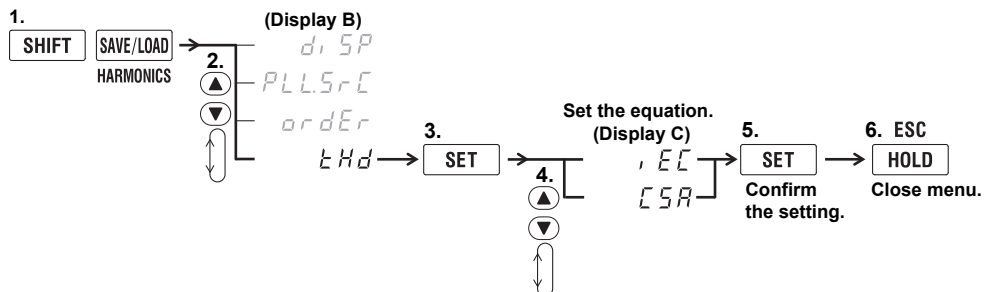 1.
SHIFT SAVE/LOAD
HARMONICS
(Display B)
2.
di SP
PLL.SrC
ordEr
tHd
3.
SET
Set the equation.
(Display C)
4.
iEC
CSA
5.
SET
Confirm
the setting.
6. ESC
HOLD
Close menu.